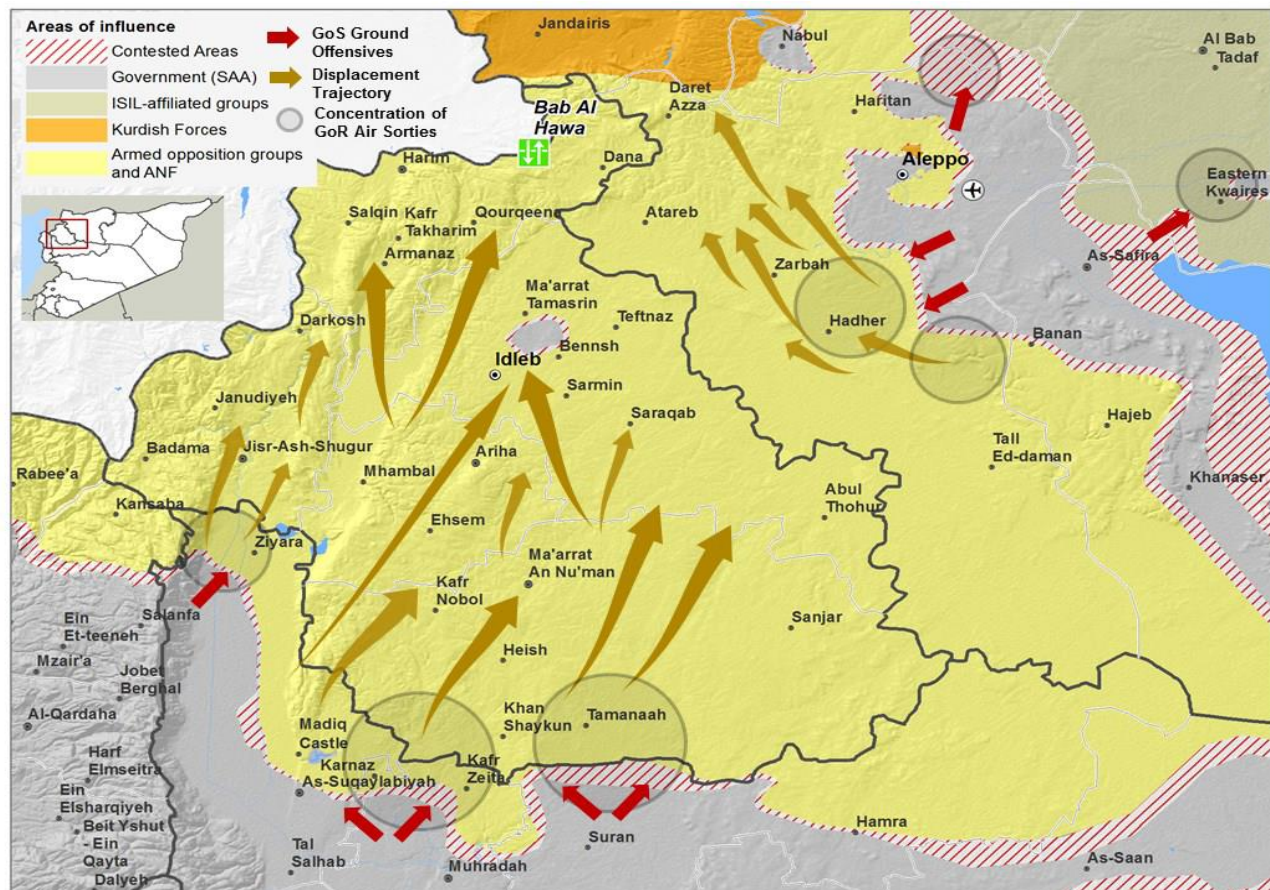 Areas of influence
Contested Areas
Government (SAA)
ISIL-affiliated groups
Kurdish Forces
Armed opposition groups
and ANF
GoS Ground
Offensives
Displacement
Trajectory
Concentration of
GoR Air Sorties
Jandairis
Nabul
Al Bab
Tadaf
Daret
Azza
Haritan
Bab Al
Hawa
Harim
Dana
Aleppo
Eastern
Kwaires
Salqin
Kafr
Takharim
Qourqeena
Atareb
Armanaz
Zarbah
As-Safira
Ma'arrat
Tamasrin
Teftnaz
Darkosh
Hadher
Banan
Bennsh
Idleb
Sarmin
Janudiyeh
Saraqab
Hajeb
Badama
Jisr-Ash-Shugur
Ariha
Tall
Ed-daman
Rabee'a
Mhambal
Khanaser
Kansaba
Abul
Thohur
Ehsem
Ziyara
Ma'arrat
An Nu'man
Kafr
Nobol
Salanfa
Ein
Et-teeneh
Sanjar
Mzair'a
Heish
Jobet
Berghal
Al-Qardaha
Khan
Shaykun
Tamanaah
Madiq
Castle
Harf
Elmseitra
Karnaz
Kafr
Zeita
As-Suqaylabiyah
Ein
Elsharqiyeh
Beit Yshut
- Ein
Qayta
Dalyeh
Tal
Salhab
Muhradah
Suran
Hamra
As-Saan